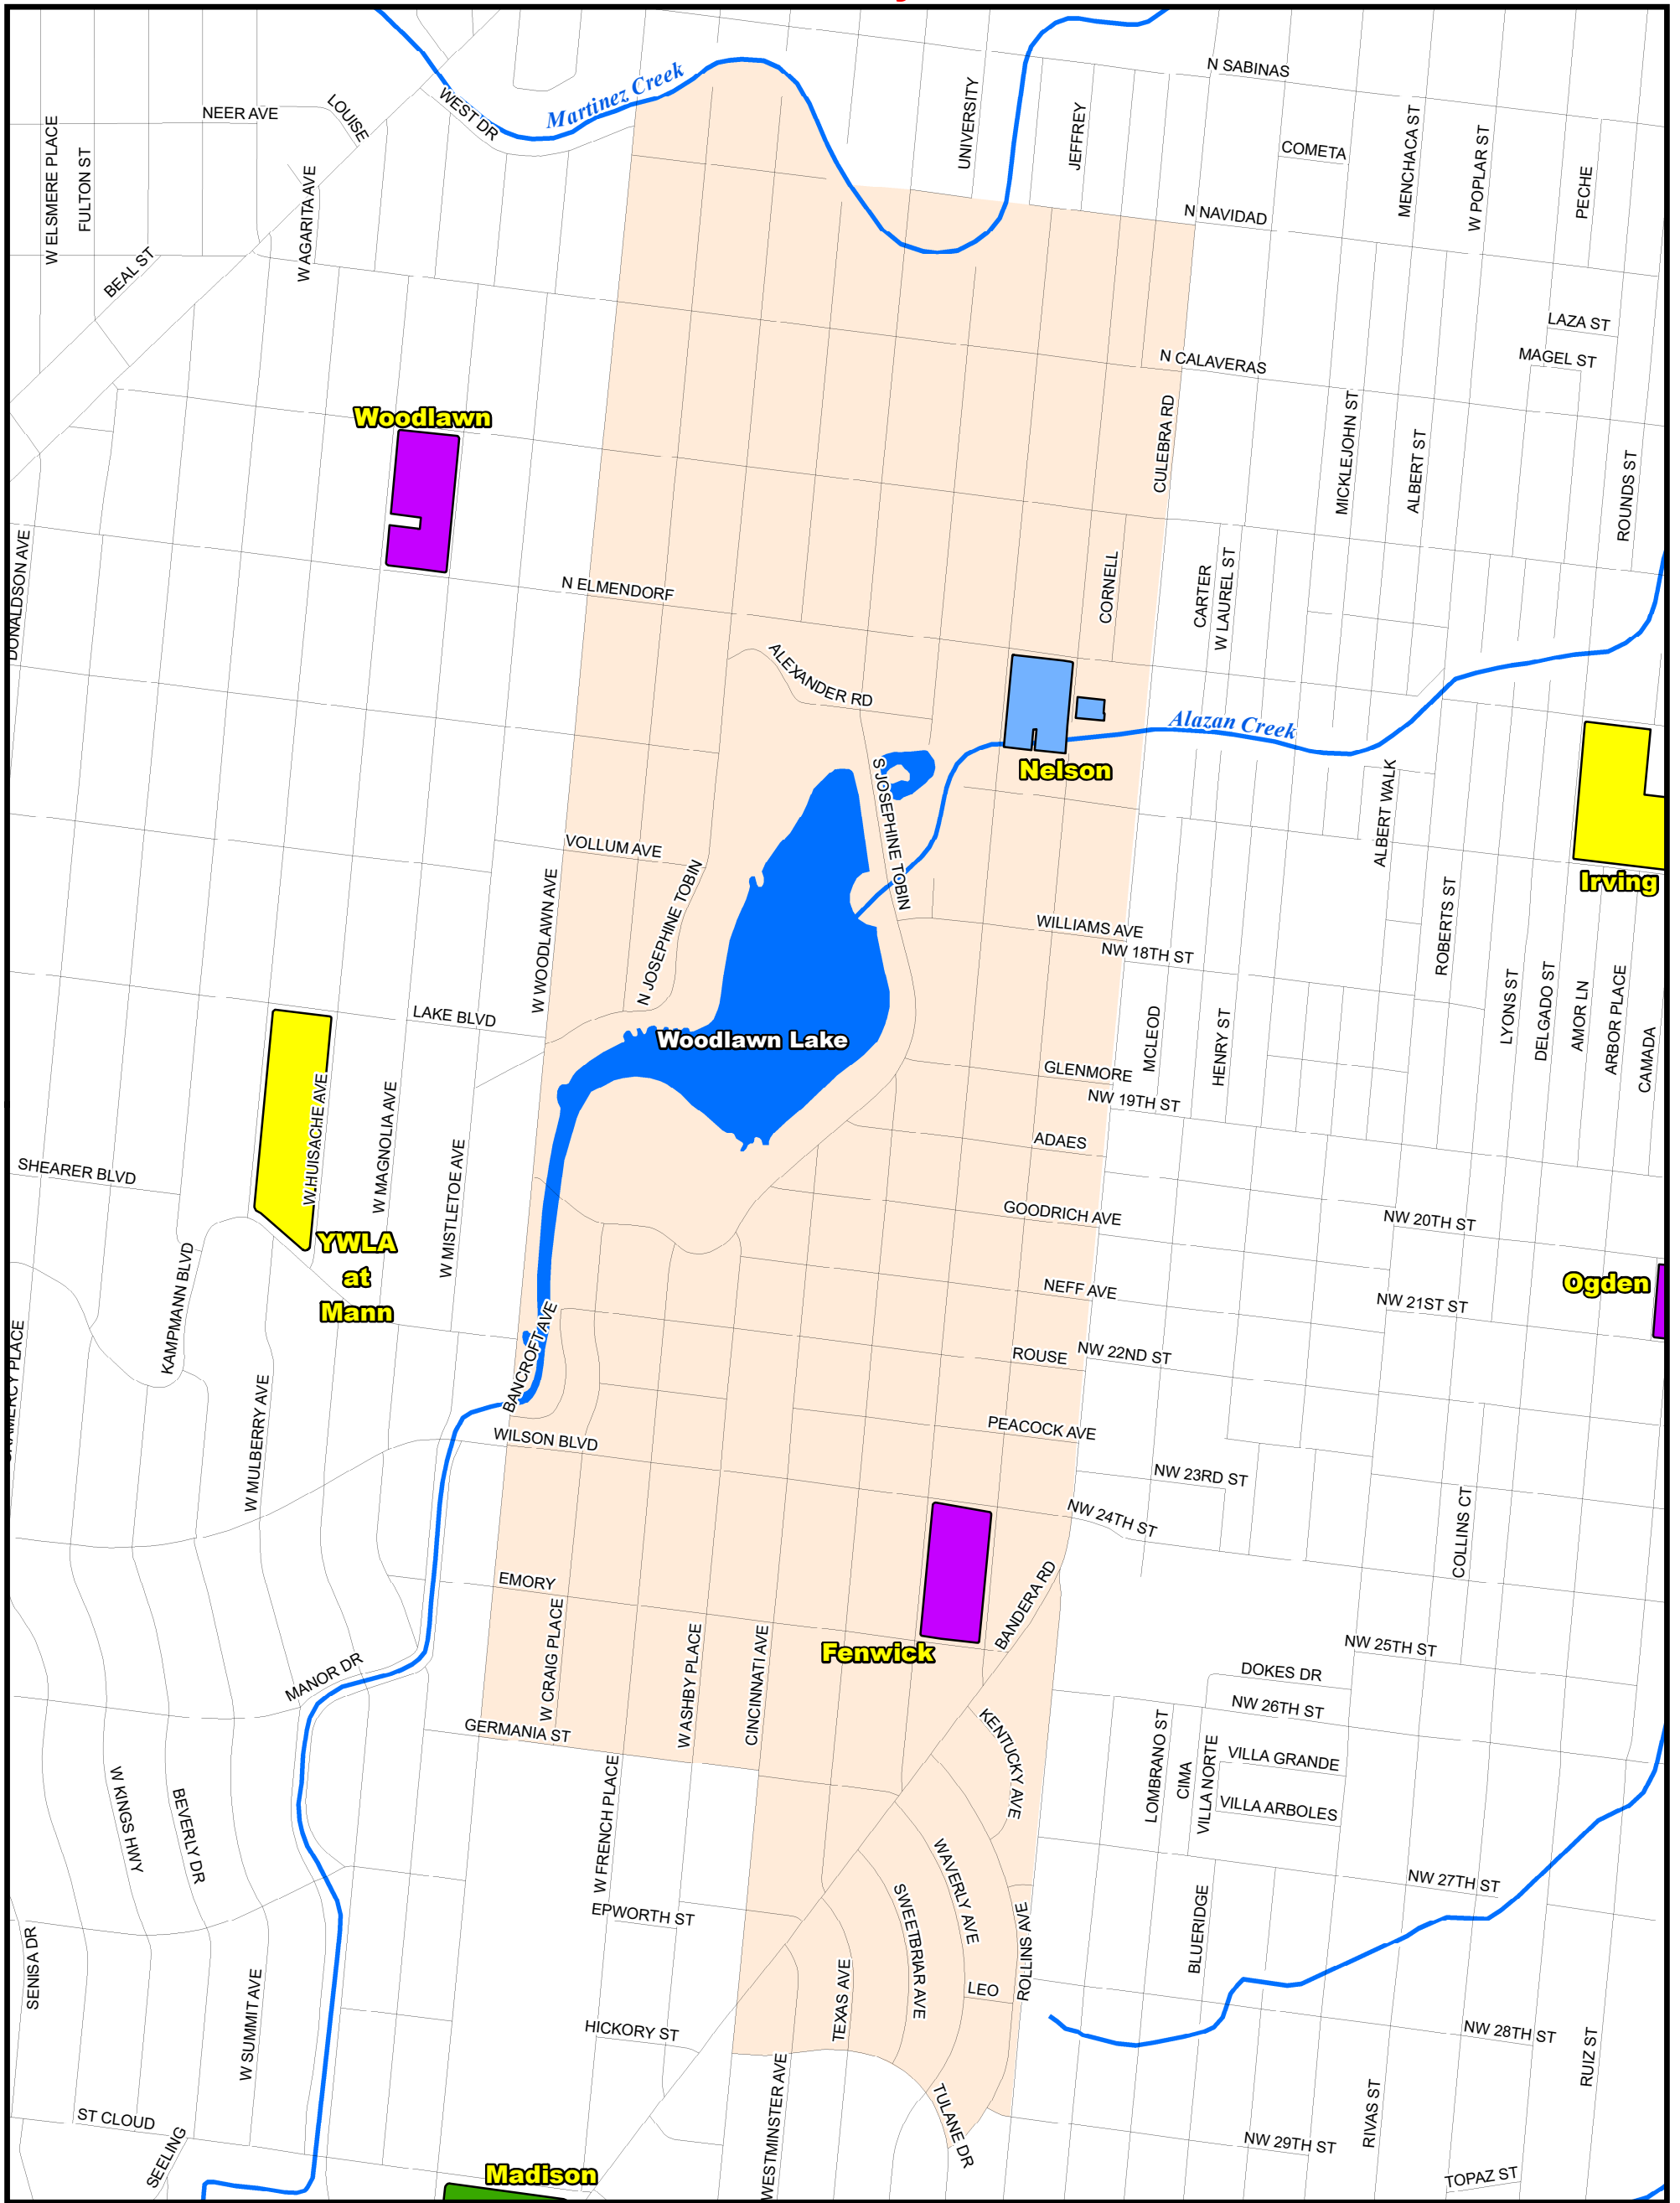 N SABINAS
Martinez Creek
UNIVERSITY
JEFFREY
NEER AVE
LOUISE
WEST DR
COMETA
MENCHACA ST
W POPLAR ST
PECHE
W ELSMERE PLACE
FULTON ST
W AGARITA AVE
BEAL ST
N NAVIDAD
LAZA ST
MAGEL ST
N CALAVERAS
Woodlawn
CULEBRA RD
MICKLEJOHN ST
ALBERT ST
ROUNDS ST
DONALDSON AVE
N ELMENDORF
CORNELL
CARTER
W LAUREL ST
ALEXANDER RD
Alazan Creek
Nelson
S JOSEPHINE TOBIN
ALBERT WALK
VOLLUM AVE
Irving
N JOSEPHINE TOBIN
W WOODLAWN AVE
WILLIAMS AVE
NW 18TH ST
ROBERTS ST
LYONS ST
DELGADO ST
AMOR LN
ARBOR PLACE
CAMADA
LAKE BLVD
Woodlawn Lake
MCLEOD
HENRY ST
GLENMORE
NW 19TH ST
W HUISACHE AVE
W MAGNOLIA AVE
W MISTLETOE AVE
ADAES
SHEARER BLVD
GOODRICH AVE
NW 20TH ST
YWLA
at
Mann
KAMPMANN BLVD
Ogden
NEFF AVE
NW 21ST ST
BANCROFT AVE
ROUSE
NW 22ND ST
W MULBERRY AVE
WILSON BLVD
PEACOCK AVE
NW 23RD ST
NW 24TH ST
COLLINS CT
EMORY
BANDERA RD
W CRAIG PLACE
W ASHBY PLACE
CINCINNATI AVE
Fenwick
NW 25TH ST
DOKES DR
MANOR DR
NW 26TH ST
GERMANIA ST
KENTUCKY AVE
LOMBRANO ST
CIMA
VILLA NORTE
VILLA GRANDE
VILLA ARBOLES
W KINGS HWY
BEVERLY DR
W FRENCH PLACE
WAVERLY AVE
NW 27TH ST
SWEETBRIAR AVE
EPWORTH ST
ROLLINS AVE
BLUERIDGE
SENISA DR
W SUMMIT AVE
TEXAS AVE
LEO
HICKORY ST
NW 28TH ST
RUIZ ST
WESTMINSTER AVE
TULANE DR
RIVAS ST
ST CLOUD
SEELING
NW 29TH ST
TOPAZ ST
Madison